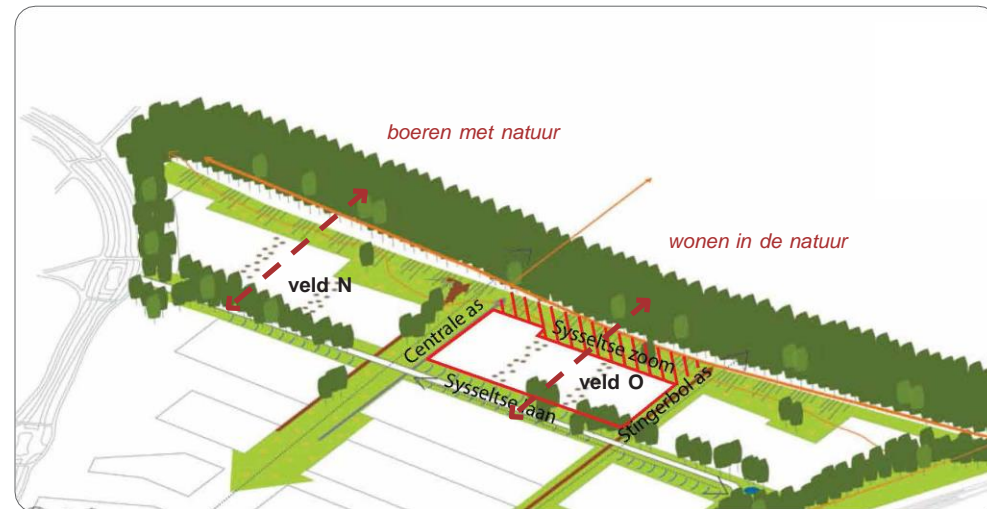 boeren met natuur
wonen in de natuur
veld N
Centrale as
Sysseltse zoom
veld O
Sysseltse laan
Stingerbol as